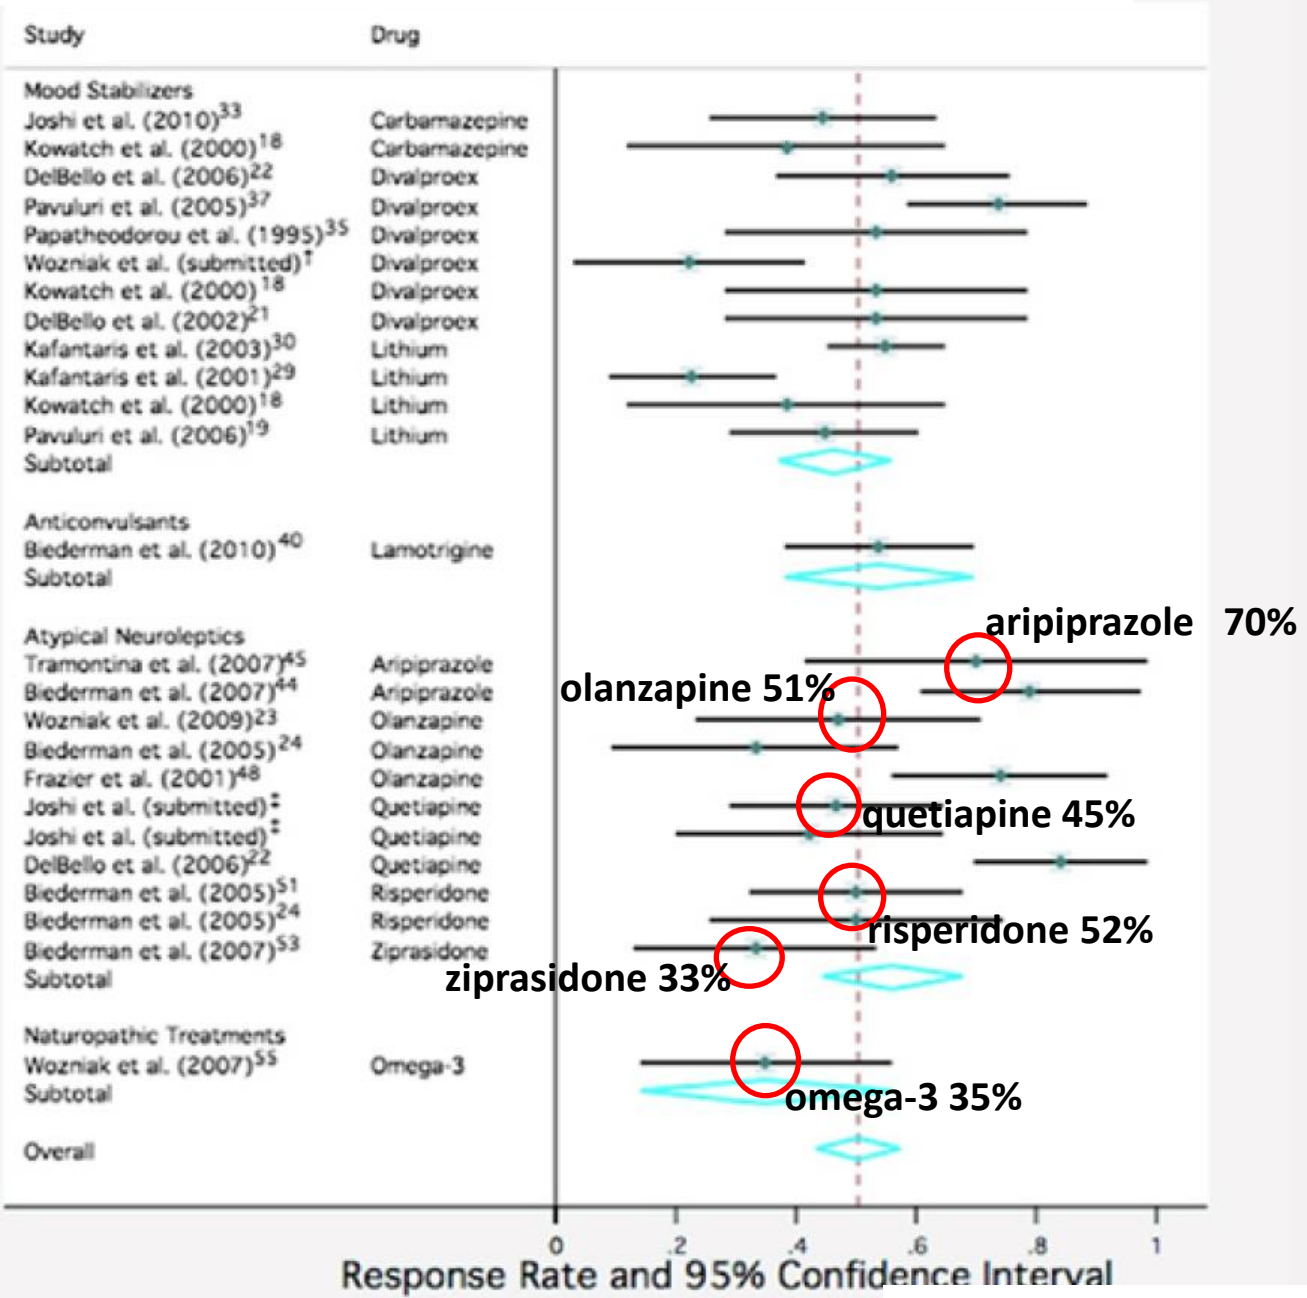 Study Drug
Mood Stabilizers
Joshi et al. (2010)33 Carbamazepine
Kowatch et al. (2000)18 Carbamazepine
DelBello et al. (2006)22 Divalproex
Pavuluri et al. (2005)37 Divalproex
Papatheodorou et al. (1995)35 Divalproex
Wozniak et al. (submitted)† Divalproex
Kowatch et al. (2000)18 Divalproex
DelBello et al. (2002)21 Divalproex
Kafantaris et al. (2003)30 Lithium
Kafantaris et al. (2001)29 Lithium
Kowatch et al. (2000)18 Lithium
Pavuluri et al. (2006)19 Lithium
Subtotal
Anticonvulsants
Biederman et al. (2010)40 Lamotrigine
Subtotal
aripiprazole 70%
Atypical Neuroleptics
Tramontina et al. (2007)45 Aripiprazole
Biederman et al. (2007)44 Aripiprazole
olanzapine 51%
Wozniak et al. (2009)23 Olanzapine
Biederman et al. (2005)24 Olanzapine
Frazier et al. (2001)48 Olanzapine
Joshi et al. (submitted)‡ Quetiapine
quetiapine 45%
Joshi et al. (submitted)‡ Quetiapine
DelBello et al. (2006)22 Quetiapine
Biederman et al. (2005)51 Risperidone
Biederman et al. (2005)24 Risperidone
risperidone 52%
Biederman et al. (2007)53 Ziprasidone
ziprasidone 33%
Subtotal
Naturopathic Treatments
Wozniak et al. (2007)55 Omega-3
Subtotal
omega-3 35%
Overall
0 .2 .4 .6 .8 1
Response Rate and 95% Confidence Interval